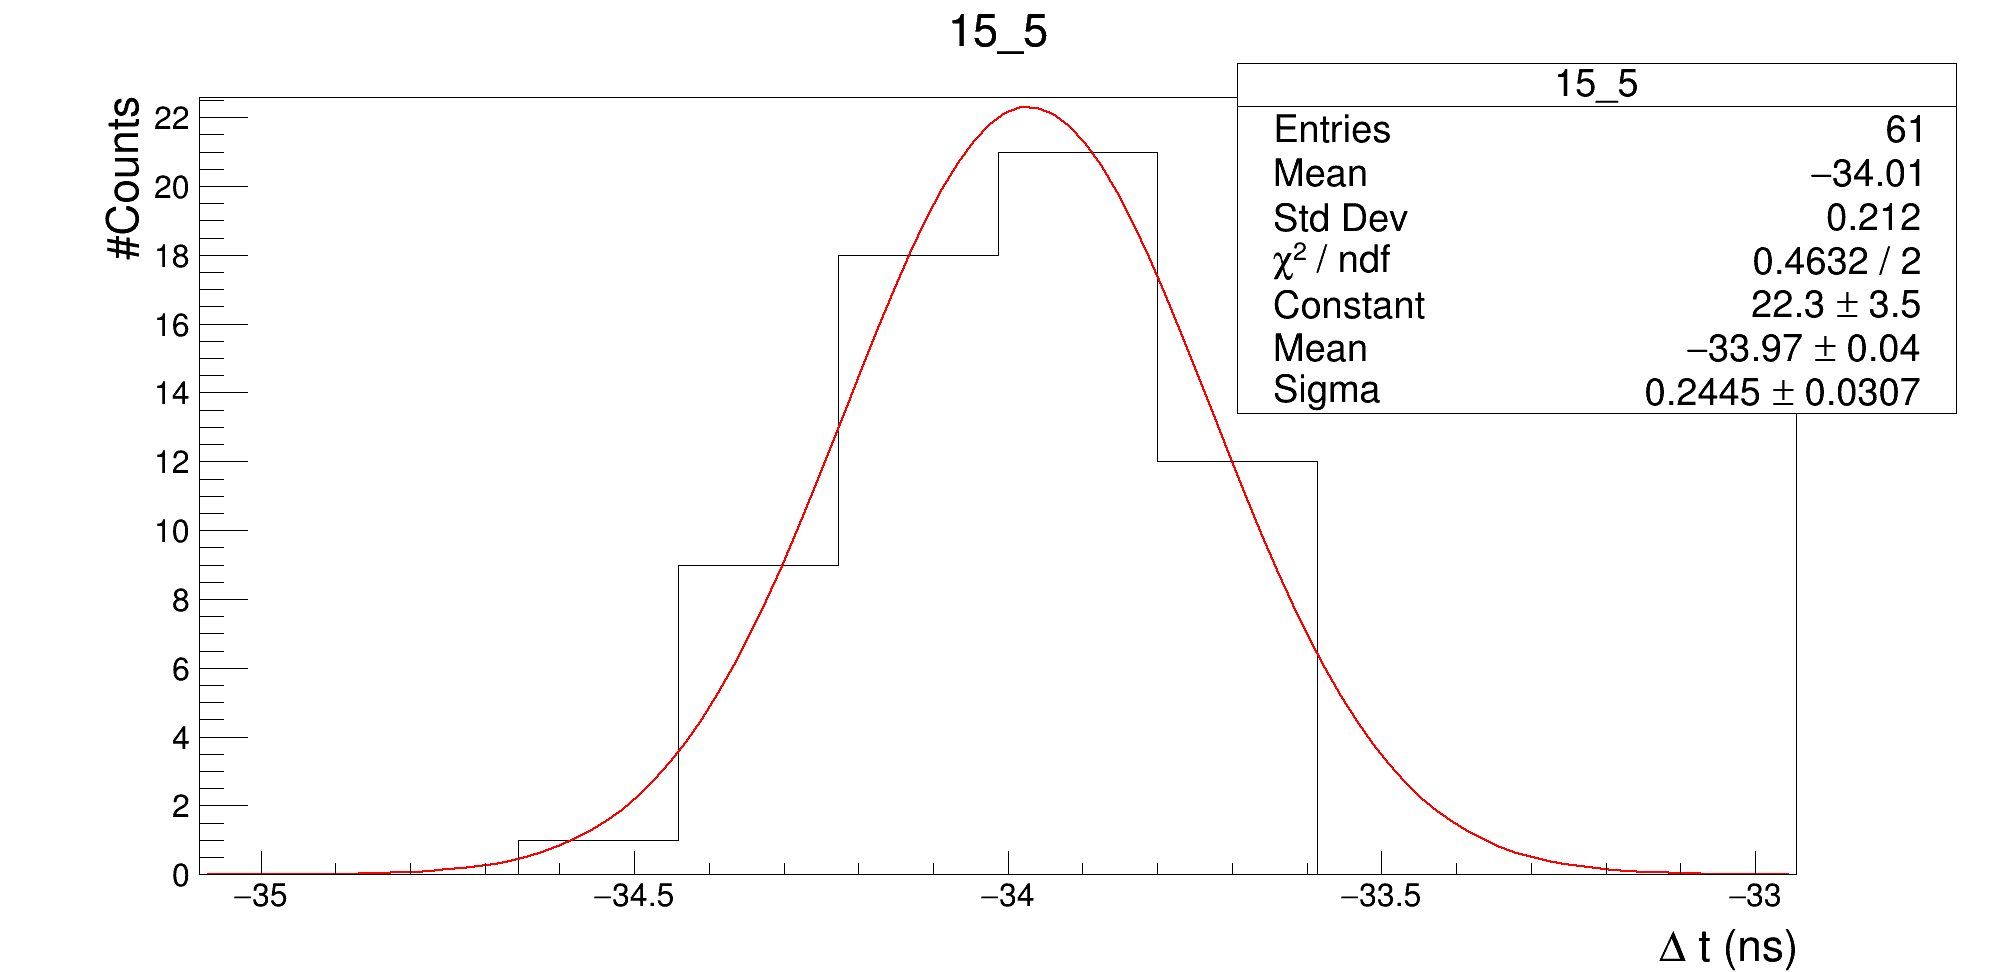 15_5
15_5
Entries 61
Mean −34.01
Std Dev 0.212
χ² / ndf 0.4632 / 2
Constant 22.3 ± 3.5
Mean −33.97 ± 0.04
Sigma 0.2445 ± 0.0307
#Counts
22
20
18
16
14
12
10
8
6
4
2
0
−35 −34.5 −34 −33.5 −33
Δ t (ns)